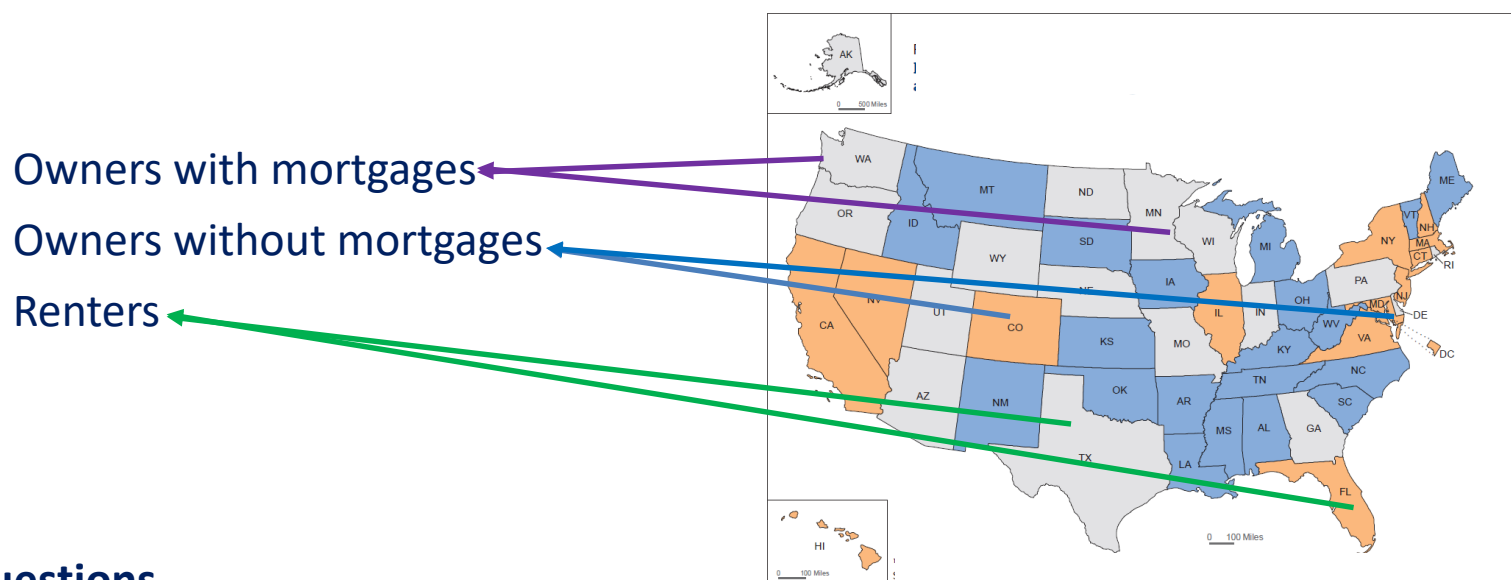 Owners with mortgages
Owners without mortgages
Renters
AK
0 500 Miles
WA
MT
ND
MN
ME
OR
ID
SD
WI
MI
VT
NH
NY
MA
CT
RI
WY
IA
PA
NJ
NV
UT
NE
CO
IL
IN
OH
MD
DE
CA
KS
MO
WV
VA
DC
KY
AZ
NM
OK
AR
TN
NC
SC
MS
AL
GA
TX
LA
FL
0 100 Miles
HI
0 100 Miles
uestions